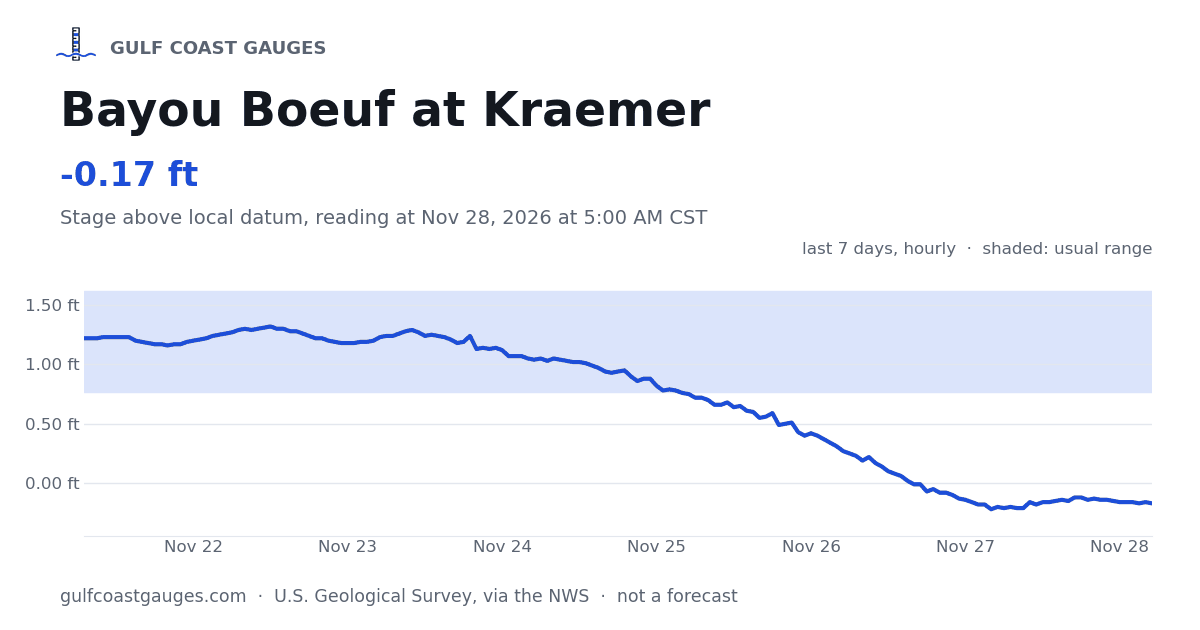 GULF COAST GAUGES
Bayou Boeuf at Kraemer
-0.17 ft
Stage above local datum, reading at Nov 28, 2026 at 5:00 AM CST
last 7 days, hourly · shaded: usual range
1.50 ft
1.00 ft
0.50 ft
0.00 ft
Nov 22 Nov 23 Nov 24 Nov 25 Nov 26 Nov 27 Nov 28
gulfcoastgauges.com · U.S. Geological Survey, via the NWS · not a forecast